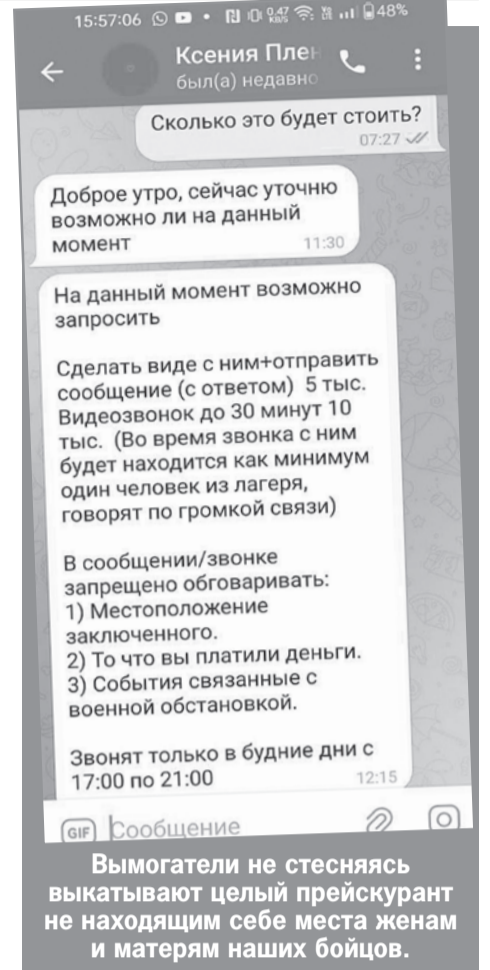 15:57:06 0.47 KB/S 48%
Ксения Плен
был(а) недавно
Сколько это будет стоить?
07:27
Доброе утро, сейчас уточню
возможно ли на данный
момент 11:30
На данный момент возможно
запросить
Сделать виде с ним+отправить
сообщение (с ответом) 5 тыс.
Видеозвонок до 30 минут 10
тыс. (Во время звонка с ним
будет находится как минимум
один человек из лагеря,
говорят по громкой связи)
В сообщении/звонке
запрещено обговаривать:
1) Местоположение
заключенного.
2) То что вы платили деньги.
3) События связанные с
военной обстановкой.
Звонят только в будние дни с
17:00 по 21:00 12:15
GIF Сообщение
Вымогатели не стесняясь
выкатывают целый прейскурант
не находящим себе места женам
и матерям наших бойцов.